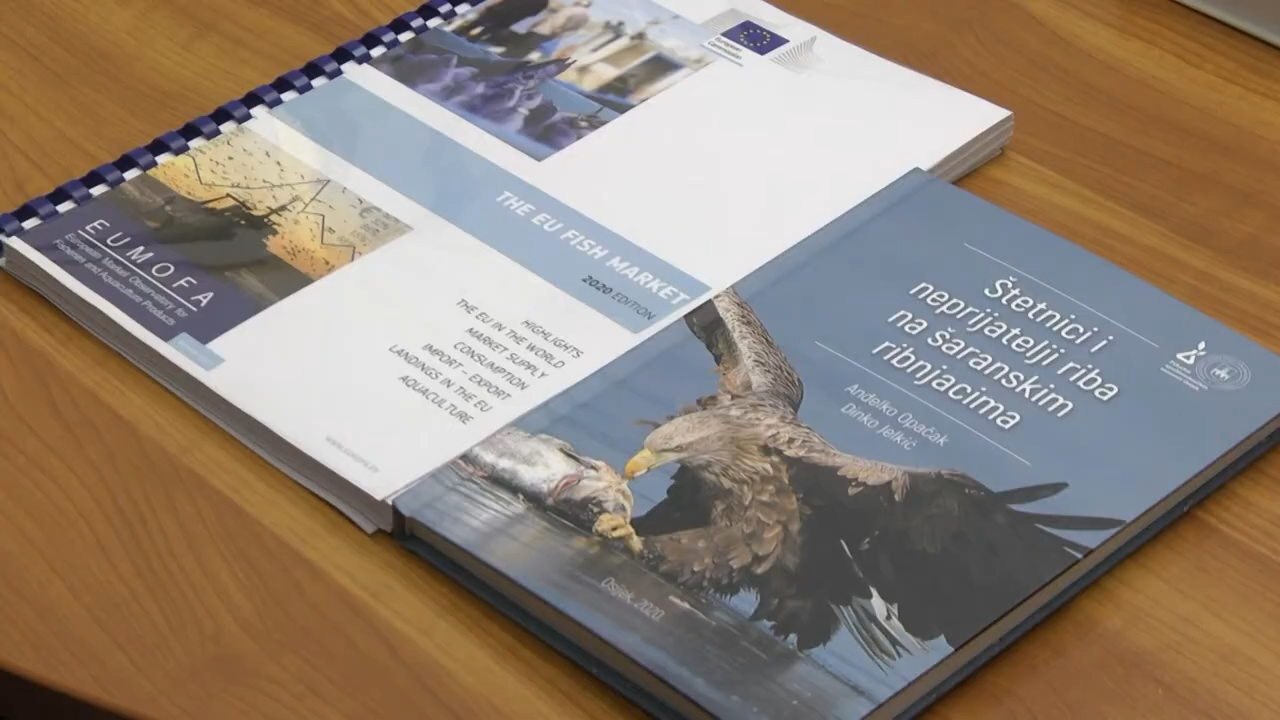 European
Commission
THE EU FISH MARKET
2020 EDITION
EUMOFA
European Market Observatory for
Fisheries and Aquaculture Products
HIGHLIGHTS
THE EU IN THE WORLD
MARKET SUPPLY
CONSUMPTION
IMPORT – EXPORT
LANDINGS IN THE EU
AQUACULTURE
Štetnici i
neprijatelji riba
na šaranskim
ribnjacima
Anđelko Opačak
Dinko Jelkić
Osijek, 2020.